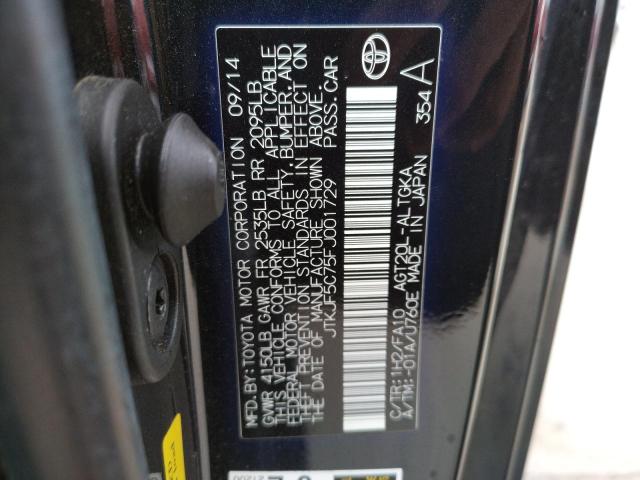 MFD.BY:TOYOTA MOTOR CORPORATION 09/14
GVWR 4150LB GAWR FR 2535LB RR 2095LB
THIS VEHICLE CONFORMS TO ALL APPLICABLE
FEDERAL MOTOR VEHICLE SAFETY,BUMPER,AND
THEFT PREVENTION STANDARDS IN EFFECT ON
THE DATE OF MANUFACTURE SHOWN ABOVE.
JTKJF5C75FJ001729 PASS.CAR
C/TR:1H2/FA10 AGT20L-ALTGKA
A/TM:-01A/U760E MADE IN JAPAN 354 A